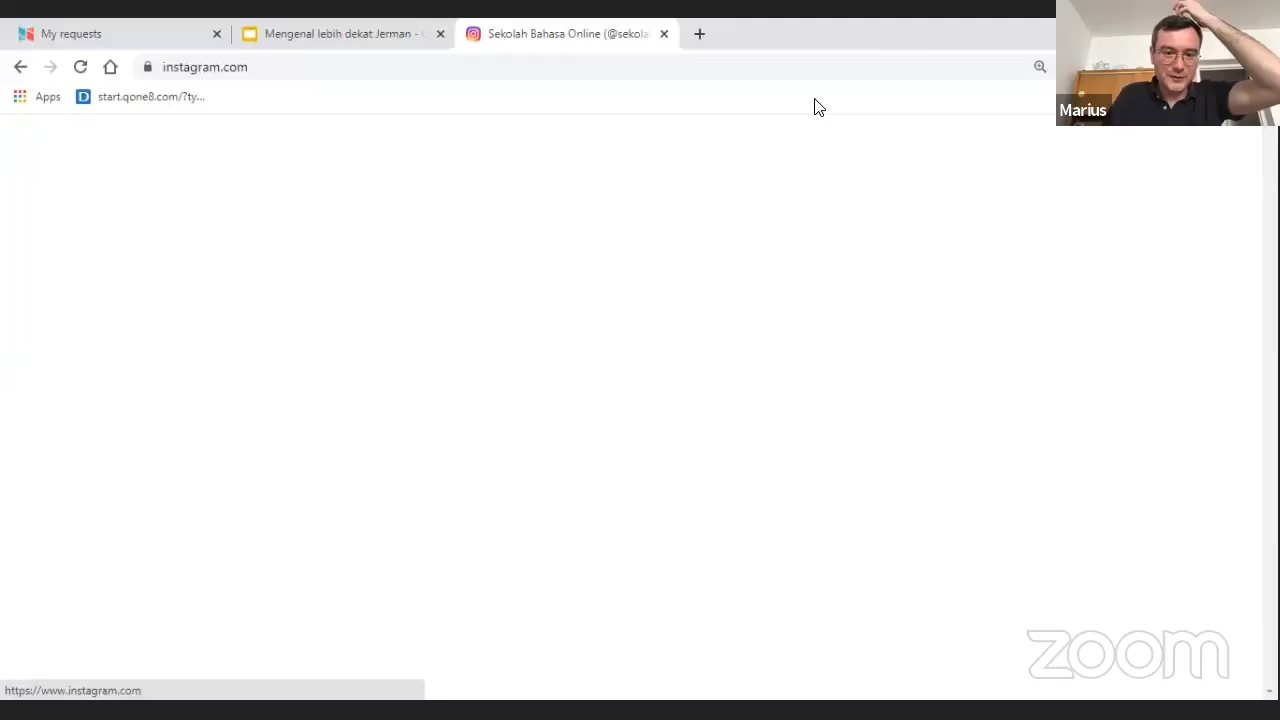 My requests
Mengenal lebih dekat Jerman -
Sekolah Bahasa Online (@sekola
instagram.com
Apps
start.qone8.com/?ty...
Marius
zoom
https://www.instagram.com